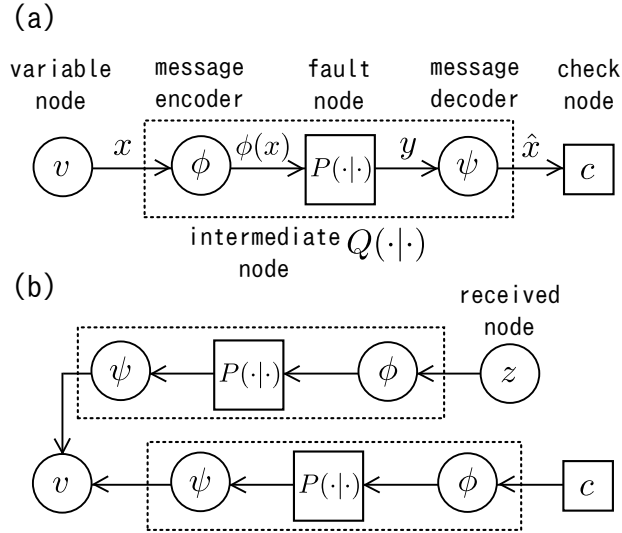 (a)
variable node
message encoder
fault node
message decoder
check node
v
x
ϕ
ϕ(x)
P(·|·)
y
ψ
x̂
c
intermediate node
Q(·|·)
(b)
received node
ψ
P(·|·)
ϕ
z
v
ψ
P(·|·)
ϕ
c